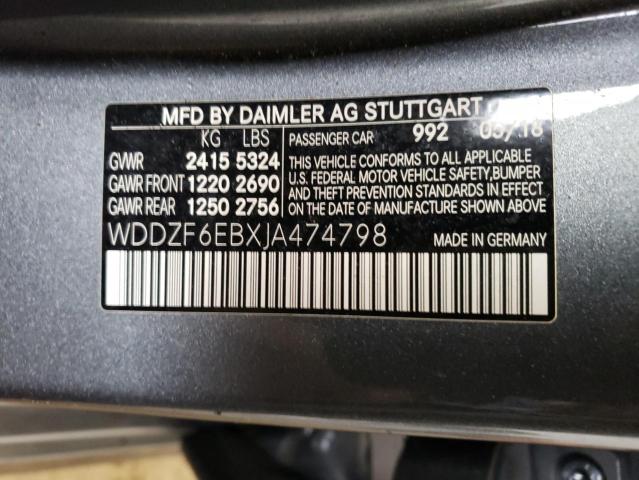 MFD BY DAIMLER AG STUTTGART
KG LBS PASSENGER CAR 992 05/18
GVWR 2415 5324
GAWR FRONT 1220 2690
GAWR REAR 1250 2756
THIS VEHICLE CONFORMS TO ALL APPLICABLE
U.S. FEDERAL MOTOR VEHICLE SAFETY, BUMPER
AND THEFT PREVENTION STANDARDS IN EFFECT
ON THE DATE OF MANUFACTURE SHOWN ABOVE
WDDZF6EBXJA474798 MADE IN GERMANY